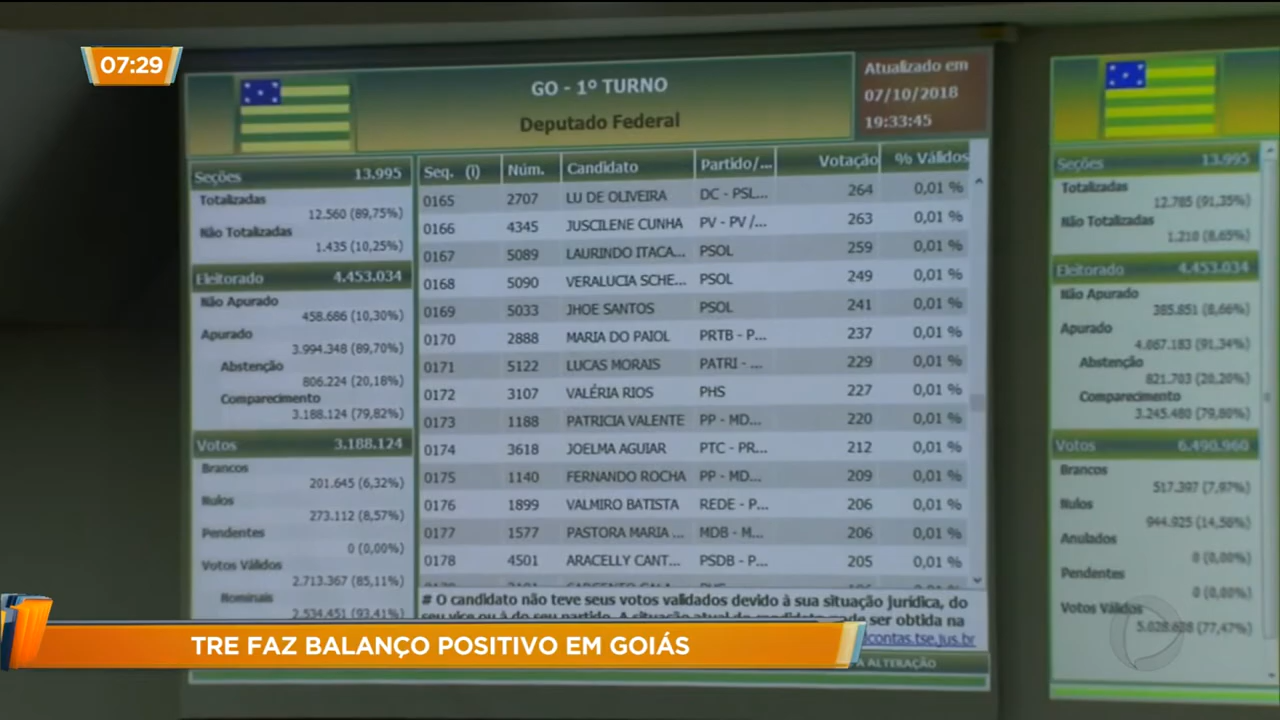 07:29
GO - 1º TURNO
Deputado Federal
Atualizado em
07/10/2018
19:33:45
Seções 13.995
Totalizadas
12.560 (89,75%)
Não Totalizadas
1.435 (10,25%)
Eleitorado 4.453.034
Não Apurado
458.686 (10,30%)
Apurado
3.994.348 (89,70%)
Abstenção
806.224 (20,18%)
Comparecimento
3.188.124 (79,82%)
Votos 3.188.124
Brancos
201.645 (6,32%)
Nulos
273.112 (8,57%)
Pendentes
0 (0,00%)
Votos Válidos
2.713.367 (85,11%)
Nominais
2.534.451 (93,41%)
Seq. (I) Núm. Candidato Partido/... Votação % Válidos
0165 2707 LU DE OLIVEIRA DC - PSL... 264 0,01 %
0166 4345 JUSCILENE CUNHA PV - PV /... 263 0,01 %
0167 5089 LAURINDO ITACA... PSOL 259 0,01 %
0168 5090 VERALUCIA SCHE... PSOL 249 0,01 %
0169 5033 JHOE SANTOS PSOL 241 0,01 %
0170 2888 MARIA DO PAIOL PRTB - P... 237 0,01 %
0171 5122 LUCAS MORAIS PATRI - ... 229 0,01 %
0172 3107 VALÉRIA RIOS PHS 227 0,01 %
0173 1188 PATRICIA VALENTE PP - MD... 220 0,01 %
0174 3618 JOELMA AGUIAR PTC - PR... 212 0,01 %
0175 1140 FERNANDO ROCHA PP - MD... 209 0,01 %
0176 1899 VALMIRO BATISTA REDE - P... 206 0,01 %
0177 1577 PASTORA MARIA ... MDB - M... 206 0,01 %
0178 4501 ARACELLY CANT... PSDB - P... 205 0,01 %
# O candidato não teve seus votos validados devido à sua situação jurídica, do
ser obtida na
contas.tse.jus.br
A ALTERAÇÃO
Seções 13.995
Totalizadas
12.785 (91,35%)
Não Totalizadas
1.210 (8,65%)
Eleitorado 4.453.034
Não Apurado
385.851 (8,66%)
Apurado
4.067.183 (91,34%)
Abstenção
821.703 (20,20%)
Comparecimento
3.245.480 (79,80%)
Votos 6.490.960
Brancos
517.397 (7,97%)
Nulos
944.925 (14,56%)
Anulados
0 (0,00%)
Pendentes
0 (0,00%)
Votos Válidos
5.028.638 (77,47%)
TRE FAZ BALANÇO POSITIVO EM GOIÁS